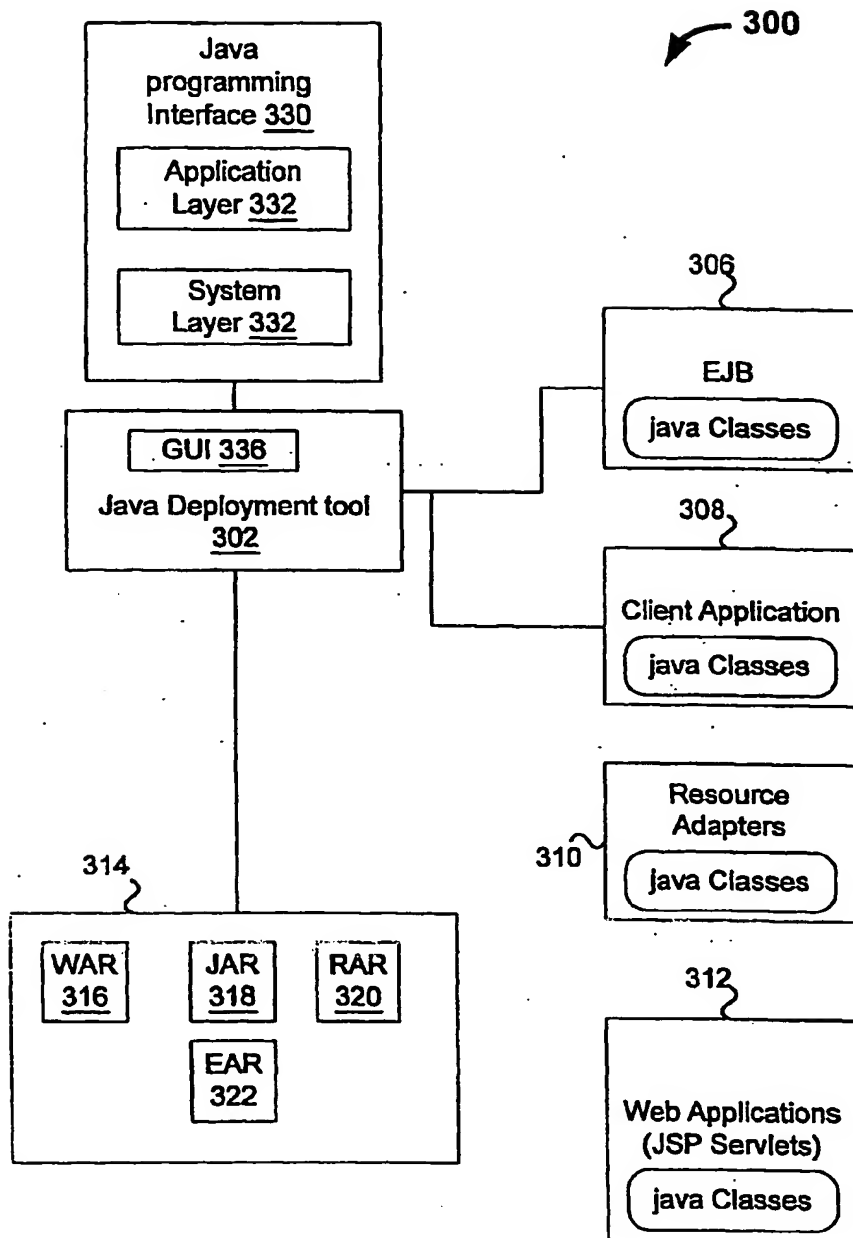 300
Java
programming
Interface 330
Application
Layer 332
System
Layer 332
GUI 336
Java Deployment tool
302
306
EJB
java Classes
308
Client Application
java Classes
Resource
Adapters
310
java Classes
314
WAR
316
JAR
318
RAR
320
EAR
322
312
Web Applications
(JSP Servlets)
java Classes